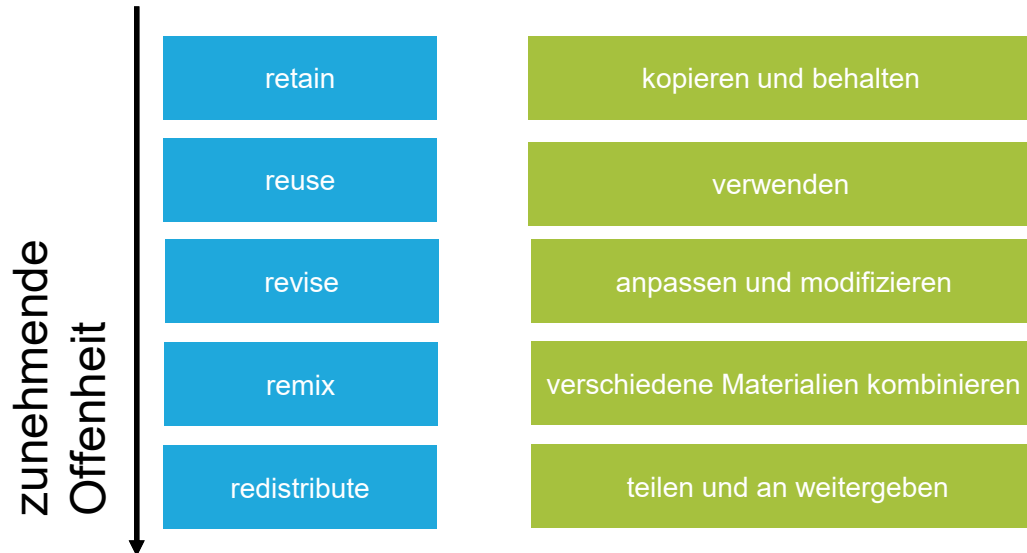 zunehmende
Offenheit
retain
kopieren und behalten
reuse
verwenden
revise
anpassen und modifizieren
remix
verschiedene Materialien kombinieren
redistribute
teilen und an weitergeben